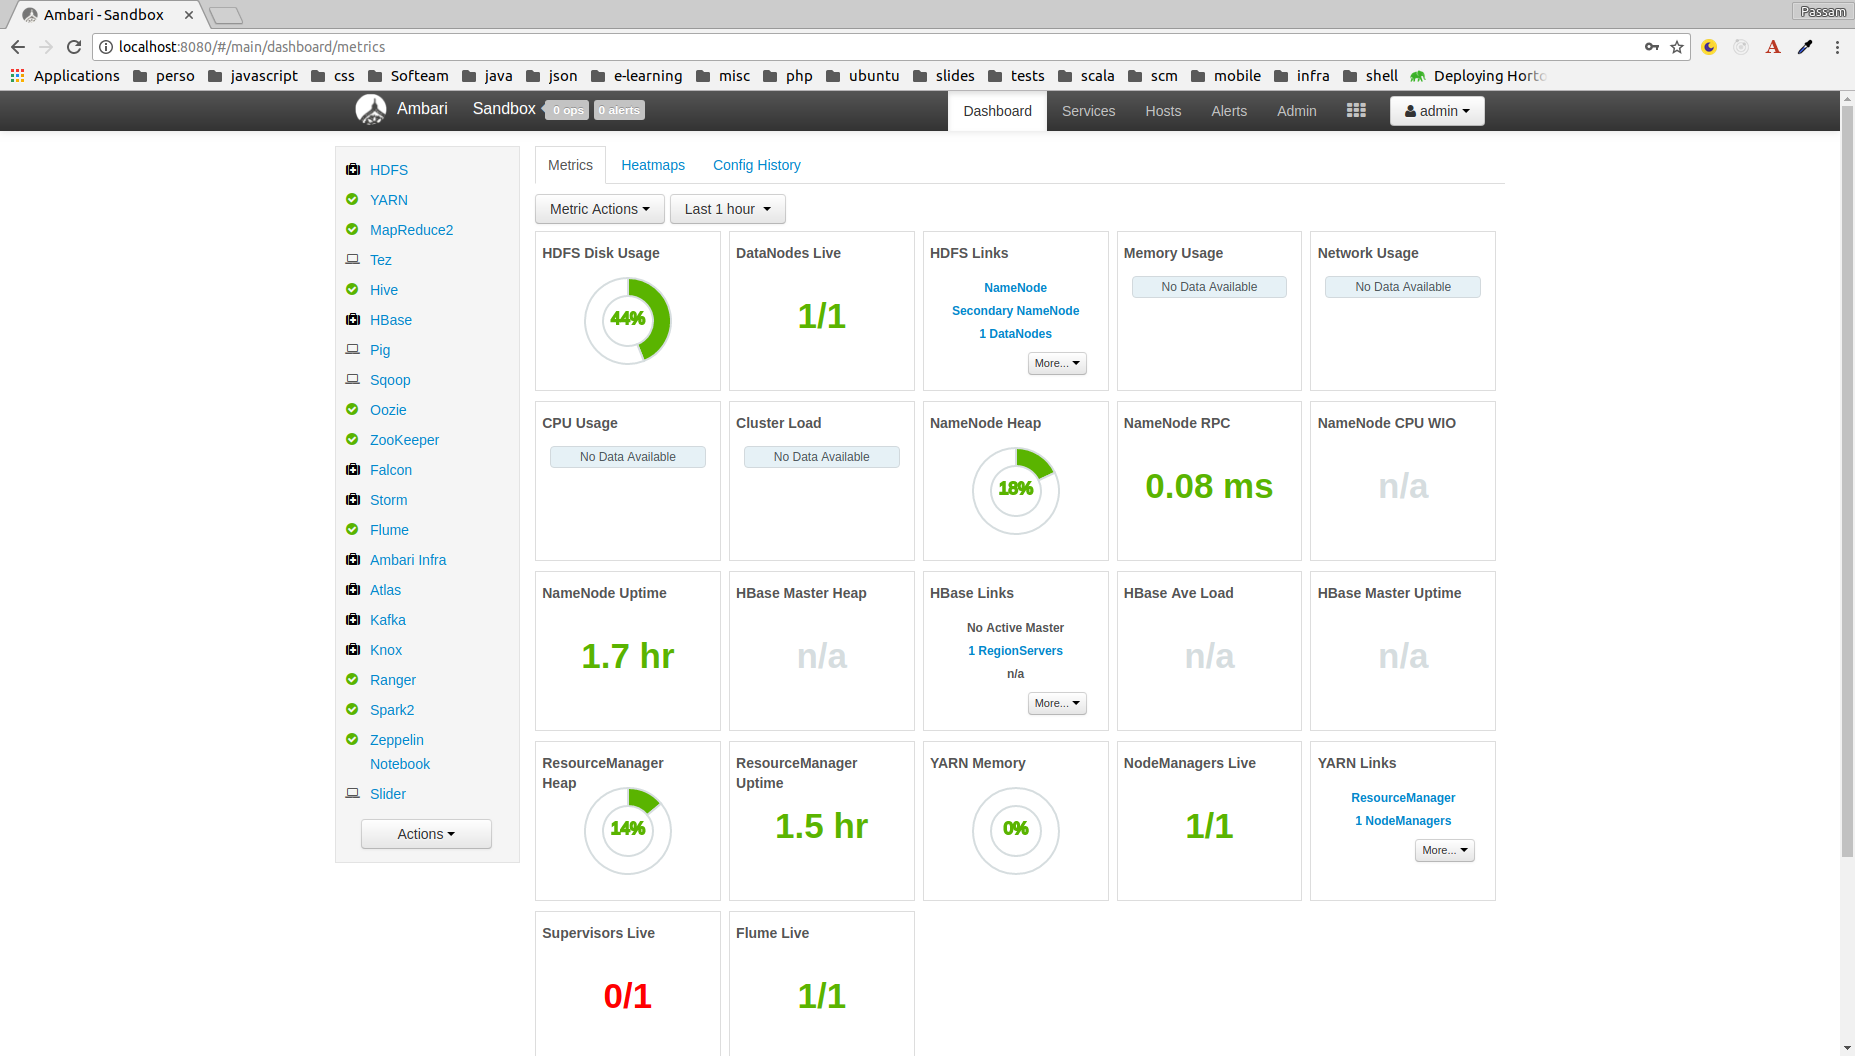 Ambari - Sandbox
Passam
localhost:8080/#/main/dashboard/metrics
Applications perso javascript css Softeam java json e-learning misc php ubuntu slides tests scala scm mobile infra shell Deploying Horto
Ambari Sandbox 0 ops 0 alerts Dashboard Services Hosts Alerts Admin admin
HDFS
YARN
MapReduce2
Tez
Hive
HBase
Pig
Sqoop
Oozie
ZooKeeper
Falcon
Storm
Flume
Ambari Infra
Atlas
Kafka
Knox
Ranger
Spark2
Zeppelin
Notebook
Slider
Actions
Metrics Heatmaps Config History
Metric Actions Last 1 hour
HDFS Disk Usage
44%
DataNodes Live
1/1
HDFS Links
NameNode
Secondary NameNode
1 DataNodes
More...
Memory Usage
No Data Available
Network Usage
No Data Available
CPU Usage
No Data Available
Cluster Load
No Data Available
NameNode Heap
18%
NameNode RPC
0.08 ms
NameNode CPU WIO
n/a
NameNode Uptime
1.7 hr
HBase Master Heap
n/a
HBase Links
No Active Master
1 RegionServers
n/a
More...
HBase Ave Load
n/a
HBase Master Uptime
n/a
ResourceManager
Heap
14%
ResourceManager
Uptime
1.5 hr
YARN Memory
0%
NodeManagers Live
1/1
YARN Links
ResourceManager
1 NodeManagers
More...
Supervisors Live
0/1
Flume Live
1/1